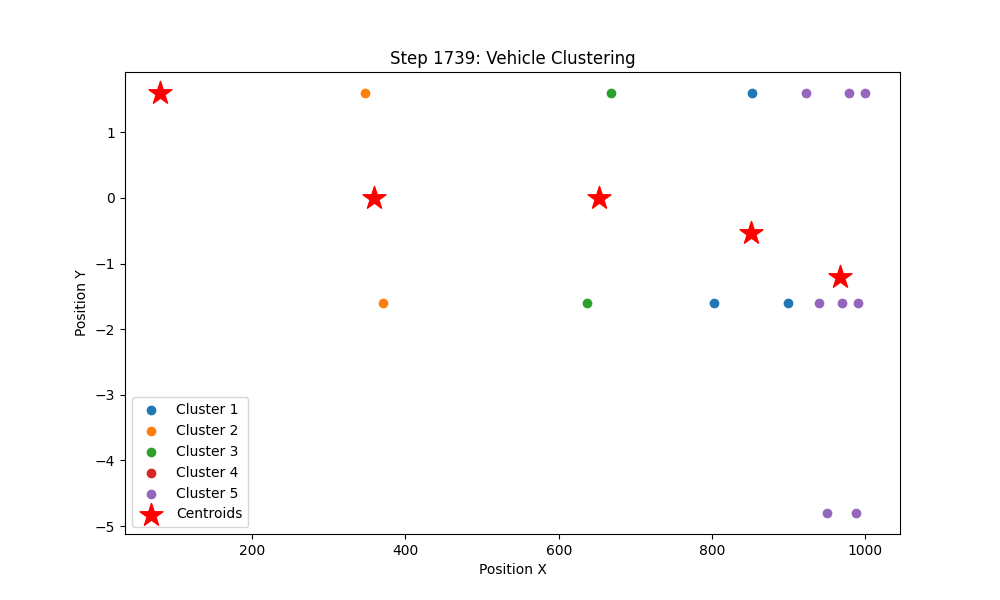 Step 1739: Vehicle Clustering
Position Y
1
0
−1
−2
−3
−4
−5
Cluster 1
Cluster 2
Cluster 3
Cluster 4
Cluster 5
Centroids
200
400
600
800
1000
Position X